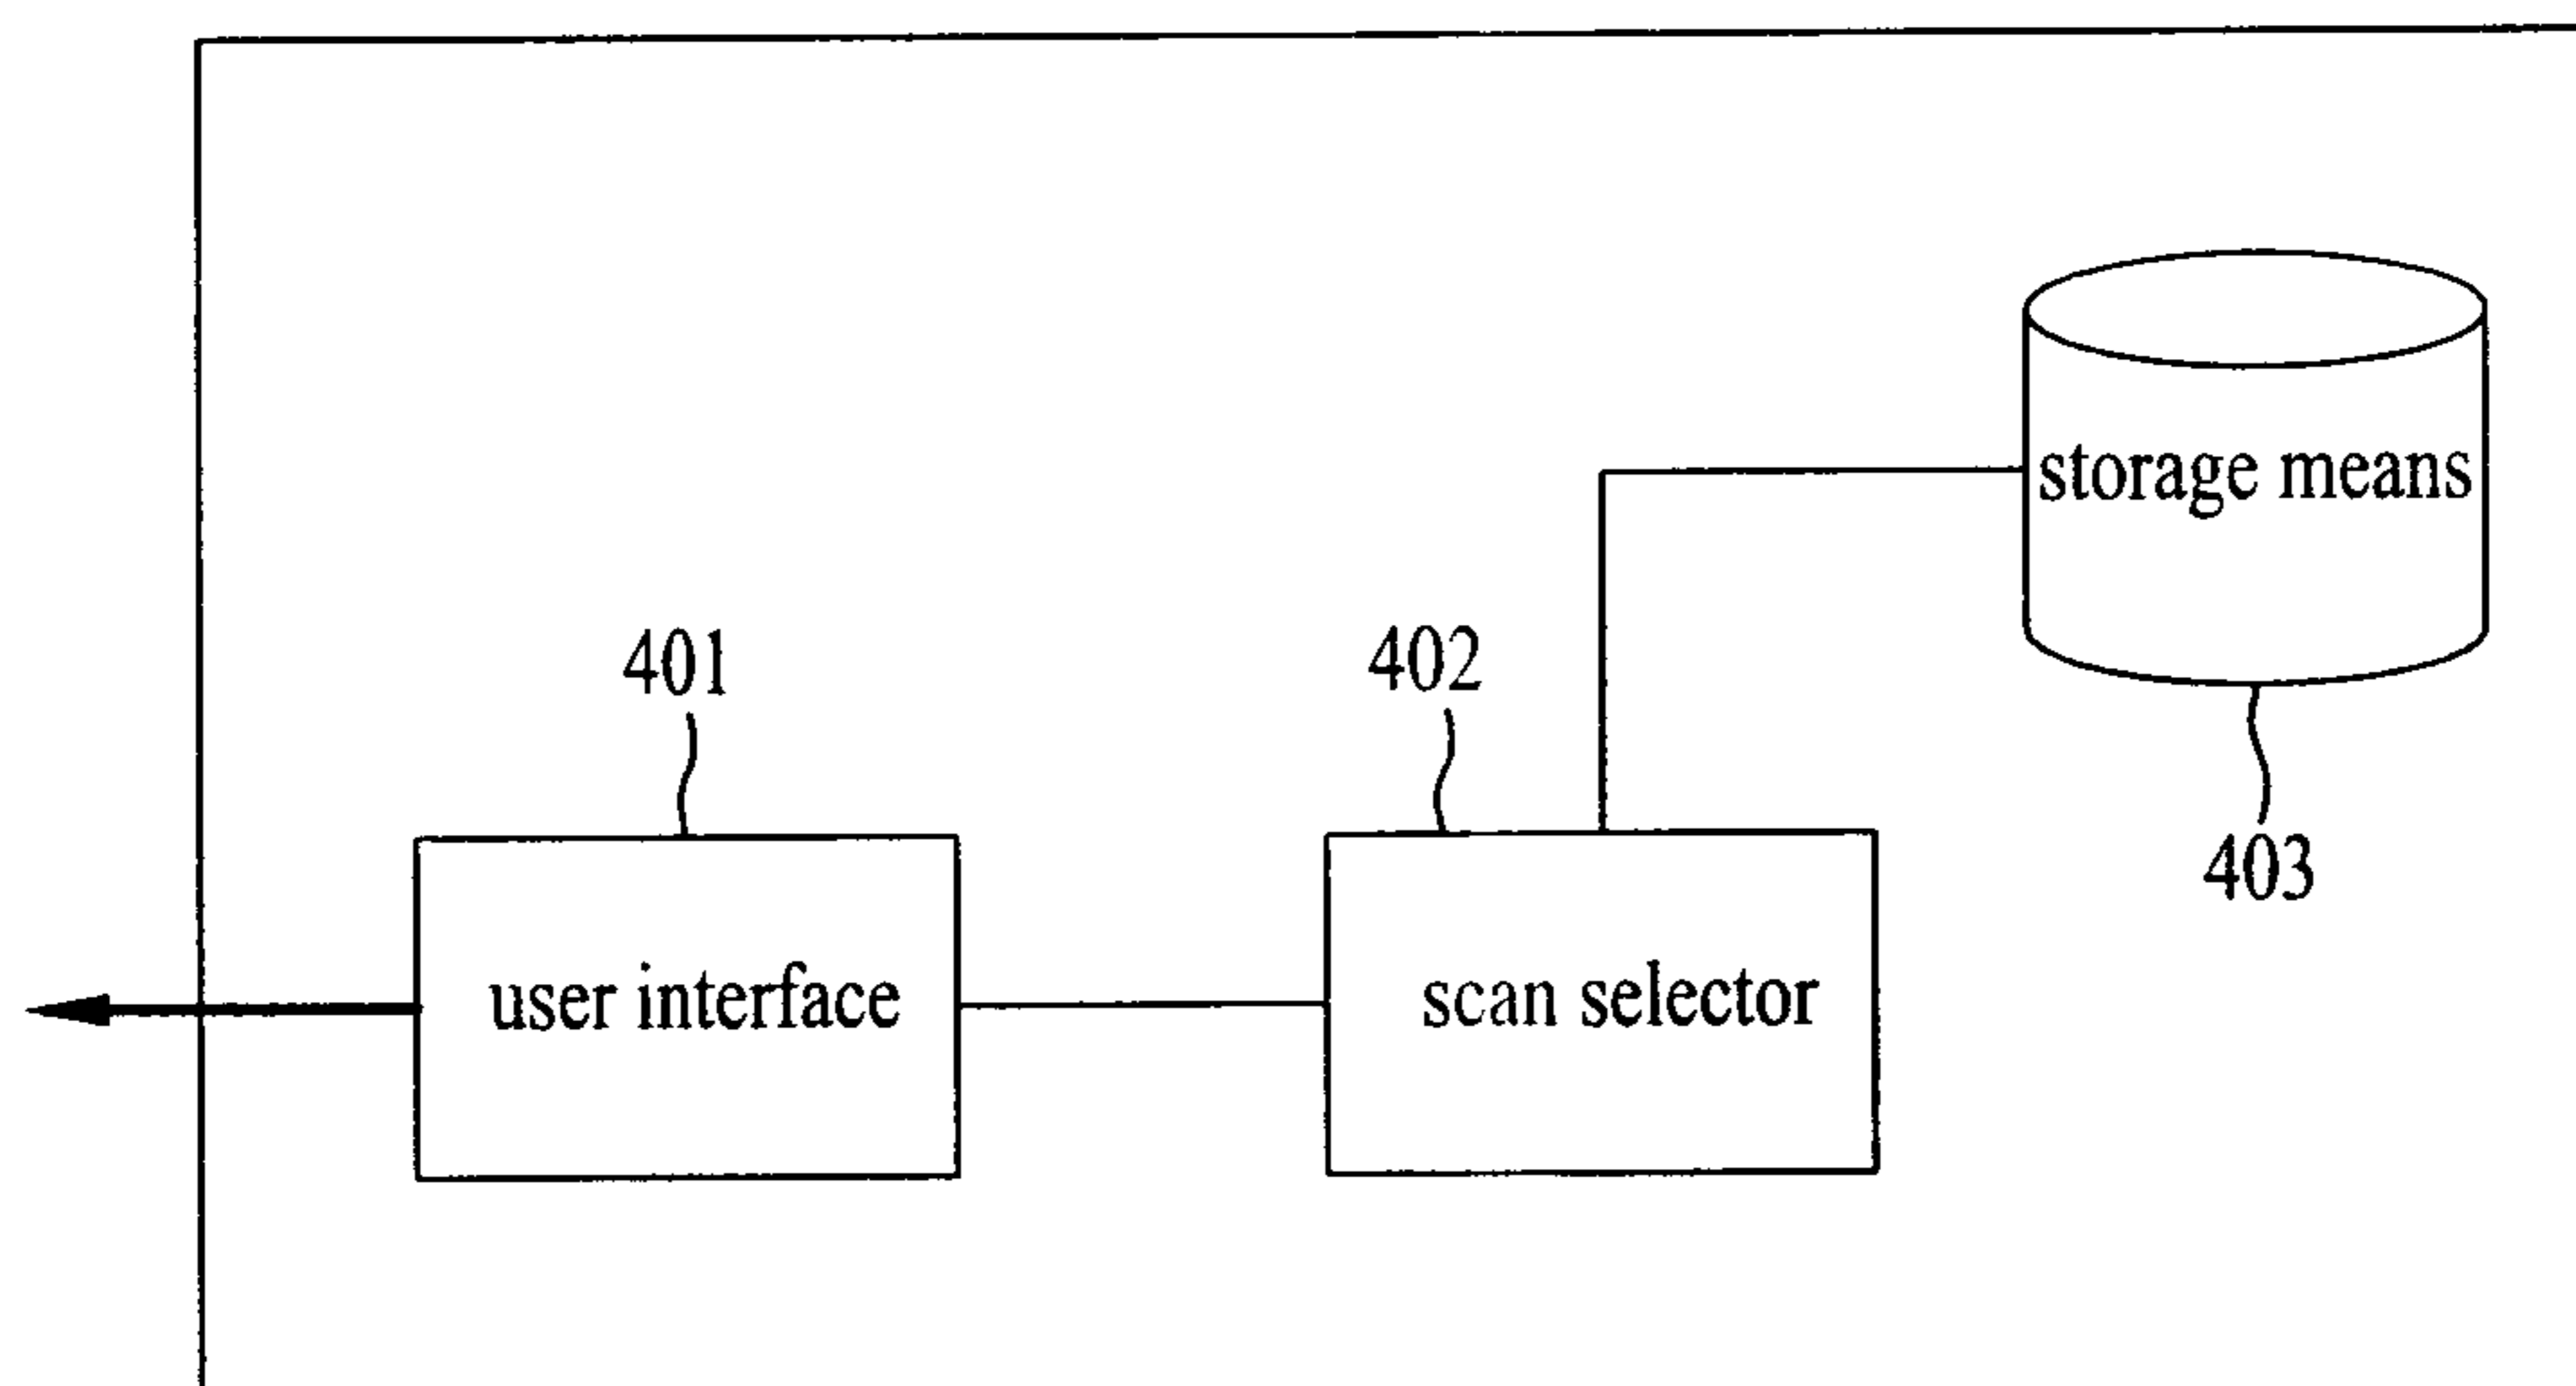 storage means
401
402
403
user interface
scan selector